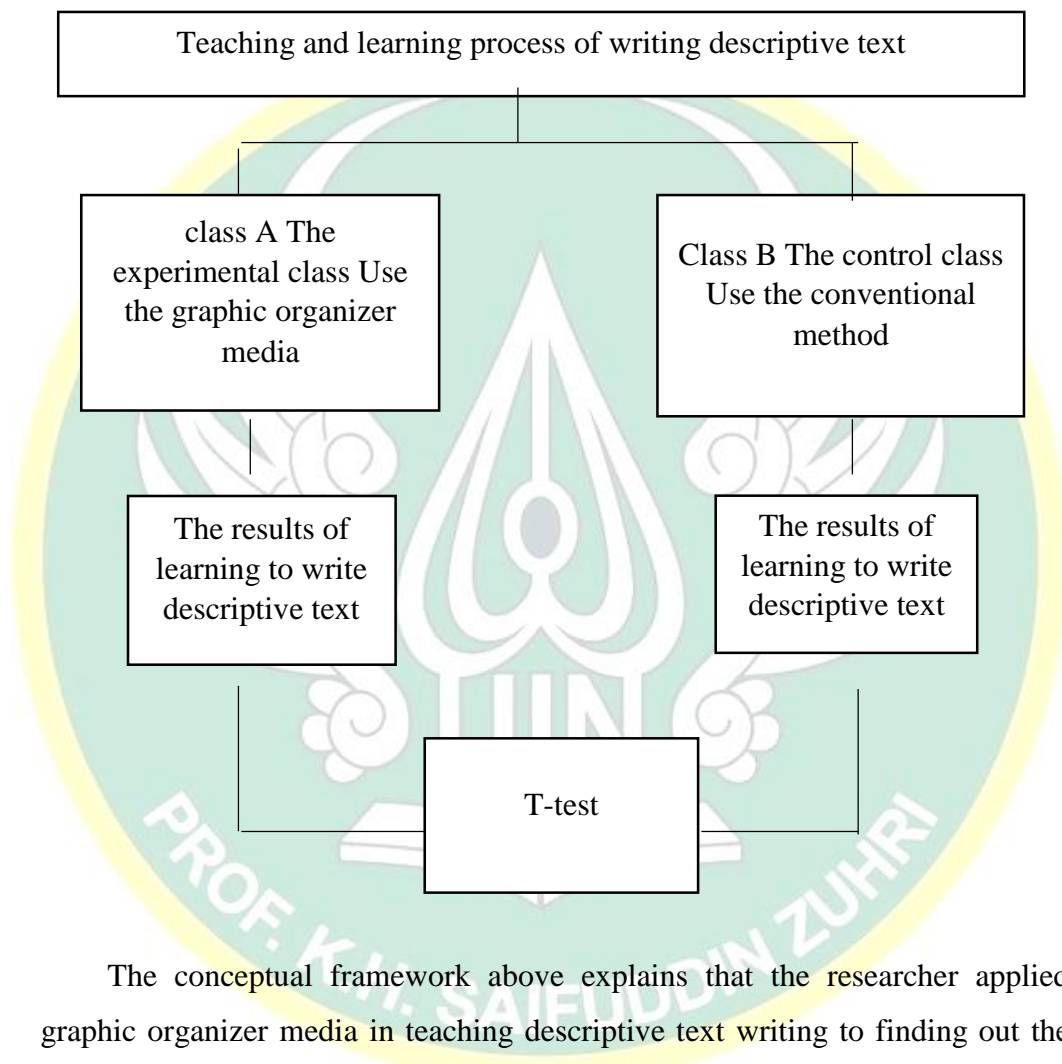 Teaching and learning process of writing descriptive text
class A The
experimental class Use
the graphic organizer
media
Class B The control class
Use the conventional
method
The results of
learning to write
descriptive text
The results of
learning to write
descriptive text
T-test
UIN
PROF. K.H. SAIFUDDIN ZUHRI
The conceptual framework above explains that the researcher applied
graphic organizer media in teaching descriptive text writing to finding out the